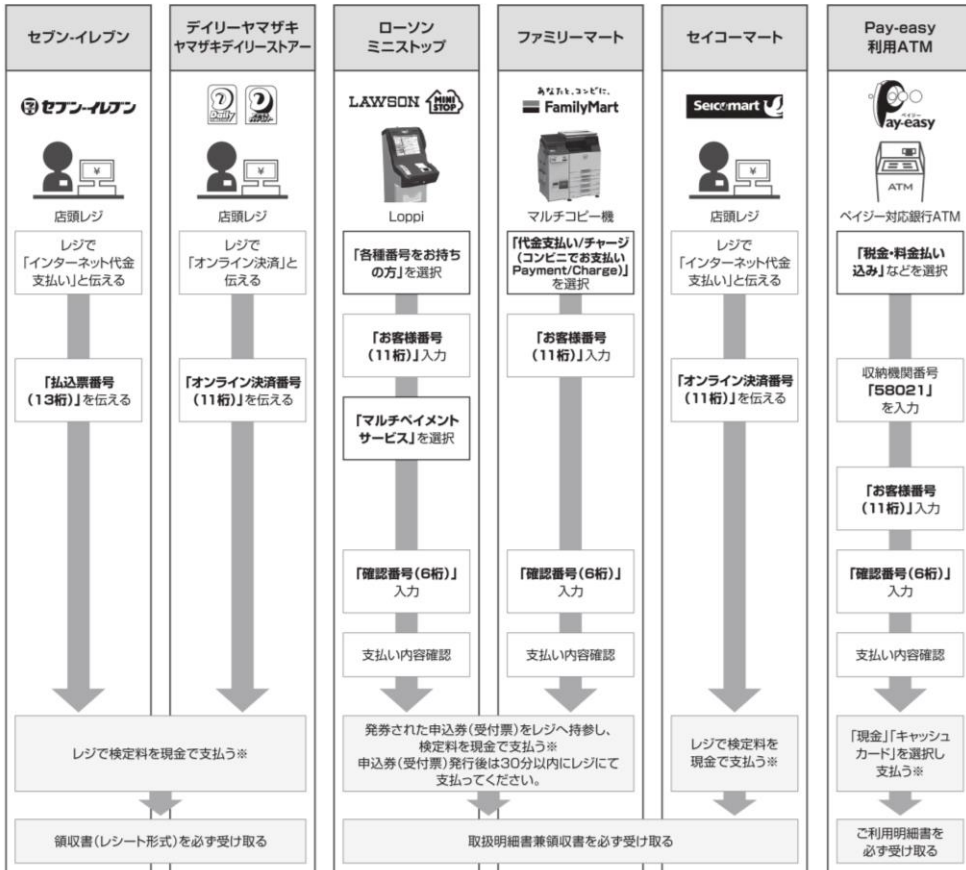 セブン-イレブン
デイリーヤマザキ
ヤマザキデイリーストアー
ローソン
ミニストップ
ファミリーマート
セイコーマート
Pay-easy
利用ATM
セブン-イレブン
Daily
LAWSON
MINI
STOP
あなたと、コンビに、
FamilyMart
Seicomart
ペイジー
Pay-easy
¥
¥
¥
ATM
店頭レジ
店頭レジ
Loppi
マルチコピー機
店頭レジ
ペイジー対応銀行ATM
レジで
「インターネット代金
支払い」と伝える
レジで
「オンライン決済」と
伝える
「各種番号をお持ち
の方」を選択
「代金支払い/チャージ
(コンビニでお支払い
Payment/Charge)」
を選択
レジで
「インターネット代金
支払い」と伝える
「税金・料金払い
込み」などを選択
「お客様番号
(11桁)」入力
「お客様番号
(11桁)」入力
「払込票番号
(13桁)」を伝える
「オンライン決済番号
(11桁)」を伝える
「マルチペイメント
サービス」を選択
「オンライン決済番号
(11桁)」を伝える
収納機関番号
「58021」
を入力
「お客様番号
(11桁)」入力
「確認番号(6桁)」
入力
「確認番号(6桁)」
入力
「確認番号(6桁)」
入力
支払い内容確認
支払い内容確認
支払い内容確認
レジで検定料を現金で支払う※
発券された申込券(受付票)をレジへ持参し、
検定料を現金で支払う※
申込券(受付票)発行後は30分以内にレジにて
支払ってください。
レジで検定料を
現金で支払う※
「現金」「キャッシュ
カード」を選択し
支払う※
領収書(レシート形式)を必ず受け取る
取扱明細書兼領収書を必ず受け取る
ご利用明細書を
必ず受け取る